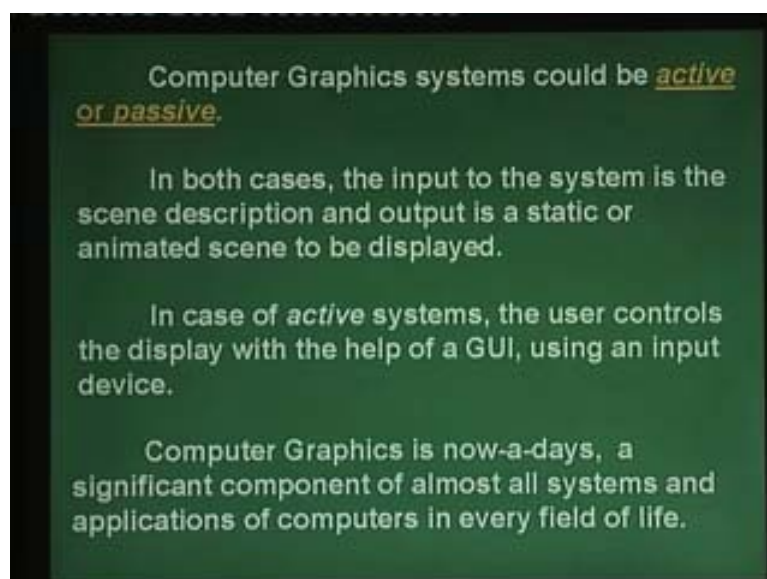 Computer Graphics systems could be active
or passive.
In both cases, the input to the system is the
scene description and output is a static or
animated scene to be displayed.
In case of active systems, the user controls
the display with the help of a GUI, using an input
device.
Computer Graphics is now-a-days, a
significant component of almost all systems and
applications of computers in every field of life.